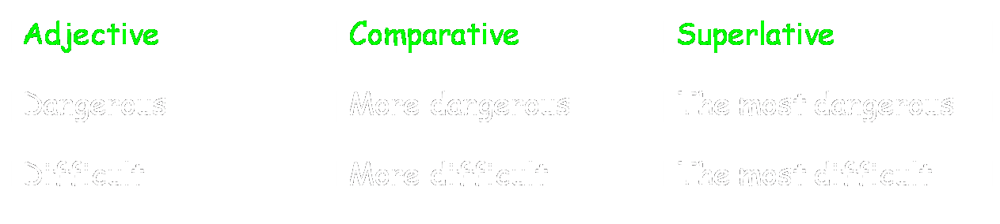 Adjective Comparative Superlative
Dangerous More dangerous The most dangerous
Difficult More difficult The most difficult